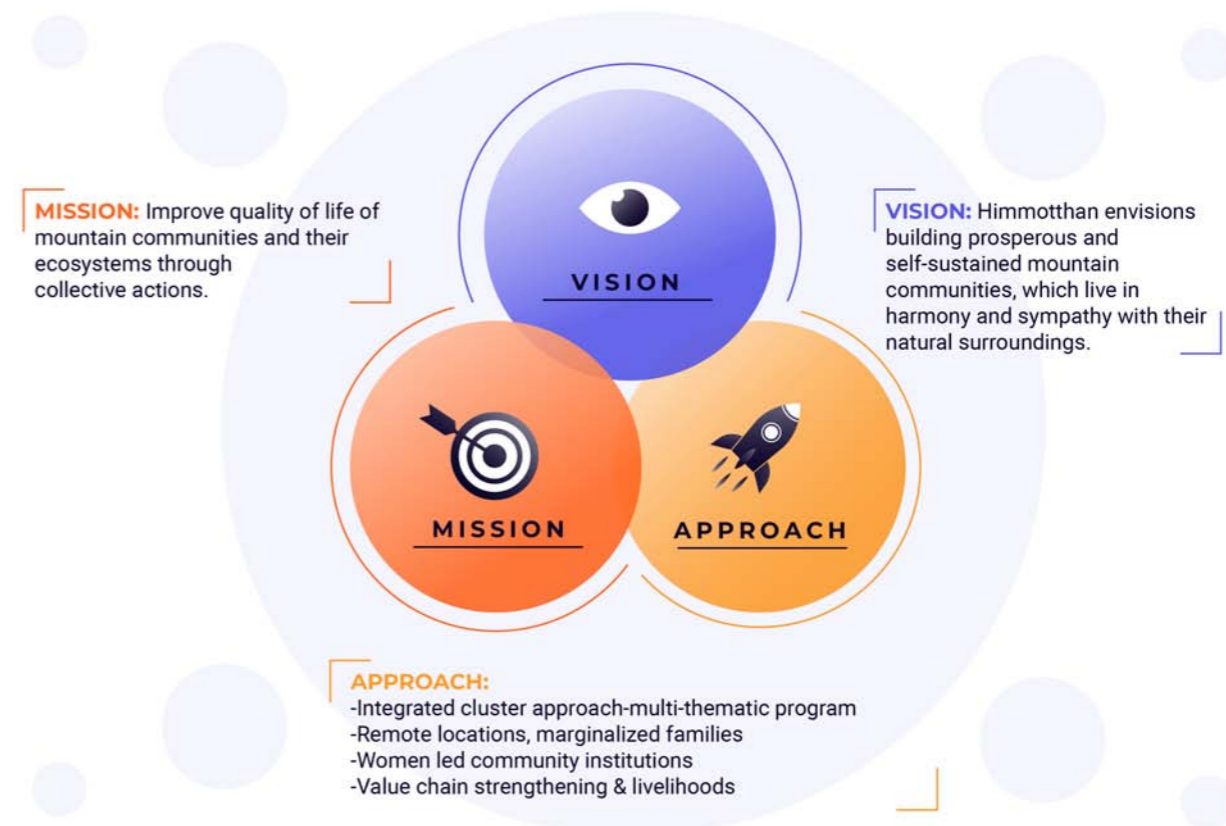 VISION
MISSION
APPROACH
MISSION: Improve quality of life of
mountain communities and their
ecosystems through
collective actions.
VISION: Himmotthan envisions
building prosperous and
self-sustained mountain
communities, which live in
harmony and sympathy with their
natural surroundings.
APPROACH:
-Integrated cluster approach-multi-thematic program
-Remote locations, marginalized families
-Women led community institutions
-Value chain strengthening & livelihoods